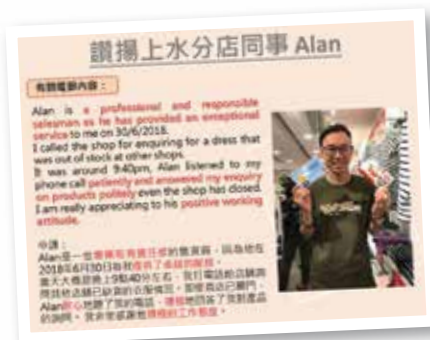 讚揚上水分店同事 Alan
有關電郵內容：
Alan is a professional and responsible
salesman as he has provided an exceptional
service to me on 30/6/2018.
I called the shop for enquiring for a dress that
was out of stock at other shops.
It was around 9:40pm, Alan listened to my
phone call patiently and answered my enquiry
on products politely even the shop has closed.
I am really appreciating to his positive working
attitude.
中譯：
Alan是一位專業有責任感的售貨員，因為他在
2018年6月30日為我提供了卓越的服務。
當天大概是晚上9點40分左右，我打電話給店舖詢
問其他店舖已缺貨的衣服情況。即使商店已關門，
Alan耐心地聽了我的電話，禮貌地回答了我對產品
的詢問。我非常感謝他積極的工作態度。